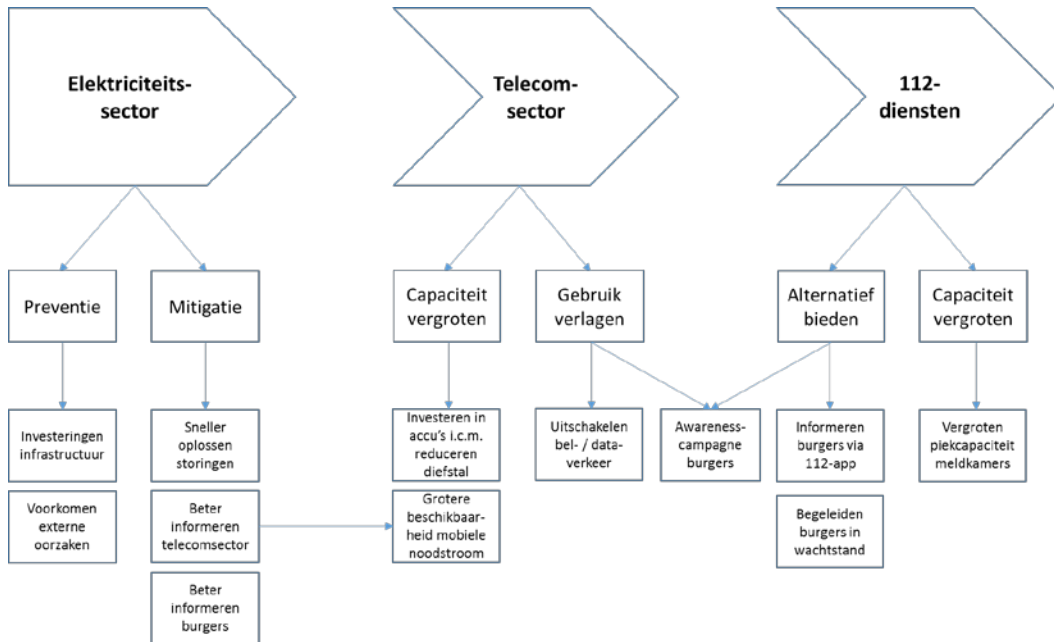 Elektriciteits-
sector
Telecom-
sector
112-
diensten
Preventie
Mitigatie
Capaciteit
vergroten
Gebruik
verlagen
Alternatief
bieden
Capaciteit
vergroten
Investeringen
infrastructuur
Sneller
oplossen
storingen
Investeren in
accu's i.c.m.
reduceren
diefstal
Uitschakelen
bel- / data-
verkeer
Awareness-
campagne
burgers
Informeren
burgers via
112-app
Vergroten
piekcapaciteit
meldkamers
Voorkomen
externe
oorzaken
Beter
informeren
telecomsector
Grotere
beschikbaar-
heid mobiele
noodstroom
Begeleiden
burgers in
wachtstand
Beter
informeren
burgers